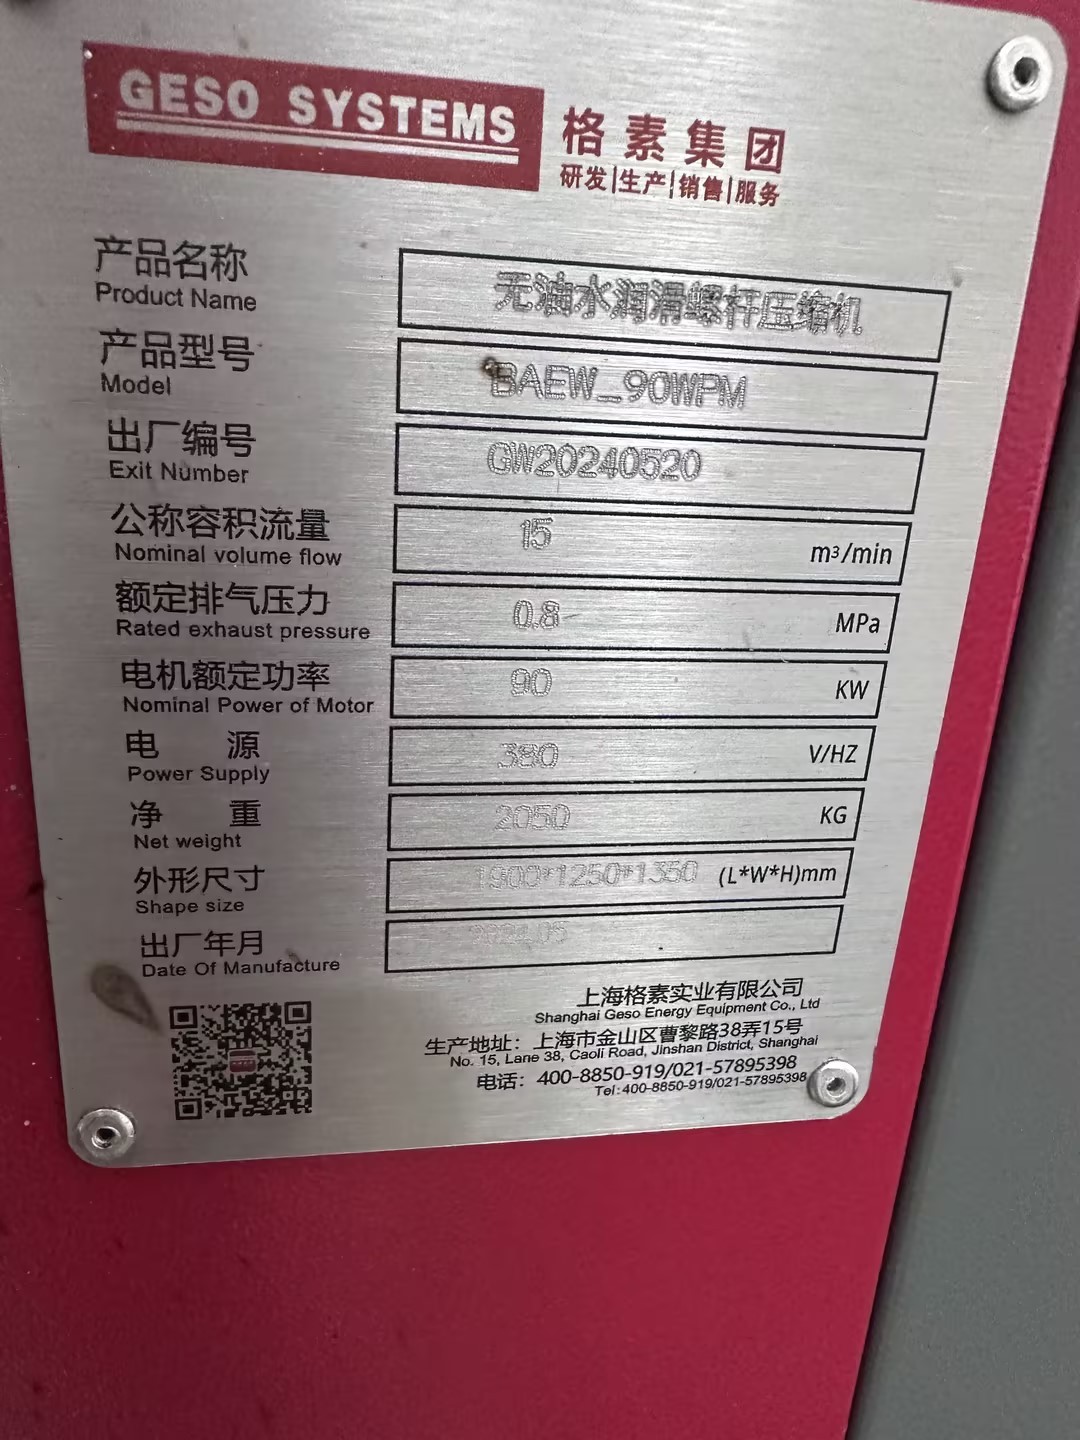 GESO SYSTEMS
格素集团
研发|生产|销售|服务
产品名称 无油水润滑螺杆压缩机
Product Name
产品型号 BAEW_90WPM
Model
出厂编号 GW20240520
Exit Number
公称容积流量 15 m³/min
Nominal volume flow
额定排气压力 0.8 MPa
Rated exhaust pressure
电机额定功率 90 KW
Nominal Power of Motor
电源 380 V/HZ
Power Supply
净重 2050 KG
Net weight
外形尺寸 1900*1250*1350 (L*W*H)mm
Shape size
出厂年月 2024.05
Date Of Manufacture
上海格素实业有限公司
Shanghai Geso Energy Equipment Co., Ltd
生产地址：上海市金山区曹黎路38弄15号
No. 15, Lane 38, Caoli Road, Jinshan District, Shanghai
电话：400-8850-919/021-57895398
Tel:400-8850-919/021-57895398